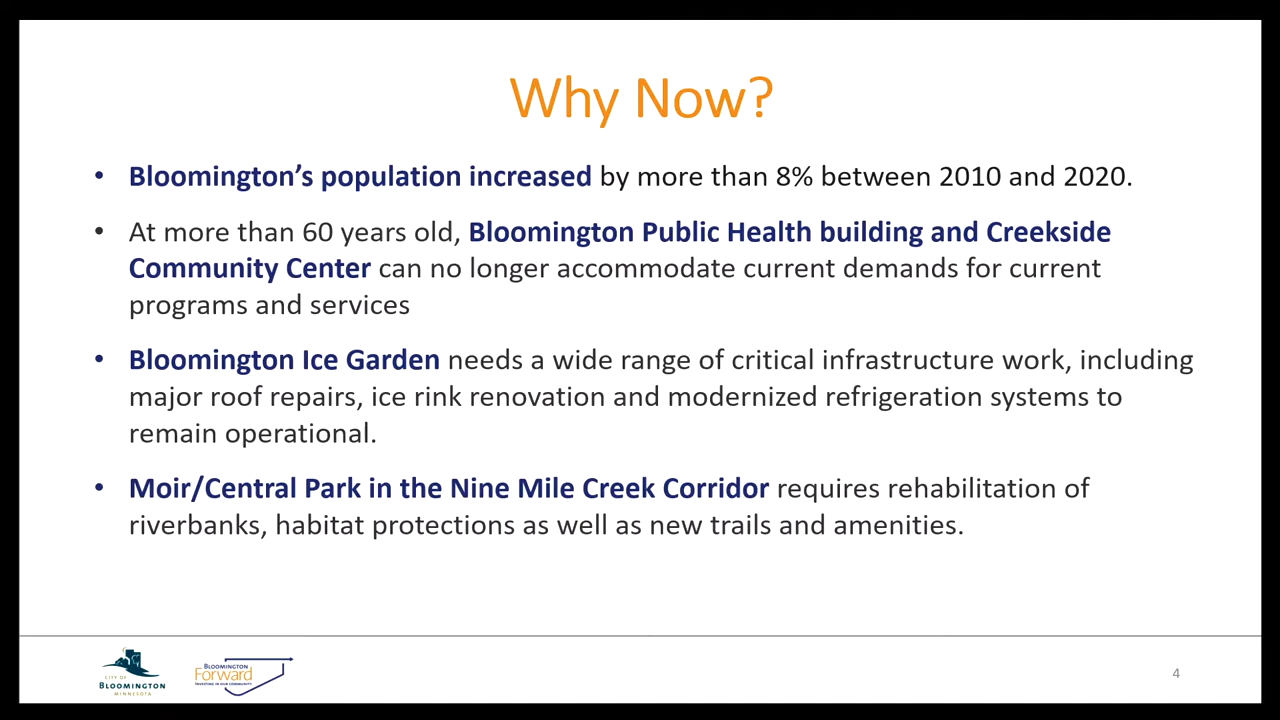 Why Now?
• Bloomington’s population increased by more than 8% between 2010 and 2020.
• At more than 60 years old, Bloomington Public Health building and Creekside
Community Center can no longer accommodate current demands for current
programs and services
• Bloomington Ice Garden needs a wide range of critical infrastructure work, including
major roof repairs, ice rink renovation and modernized refrigeration systems to
remain operational.
• Moir/Central Park in the Nine Mile Creek Corridor requires rehabilitation of
riverbanks, habitat protections as well as new trails and amenities.
CITY OF
BLOOMINGTON
MINNESOTA
BLOOMINGTON
Forward
INVESTING IN OUR COMMUNITY
4